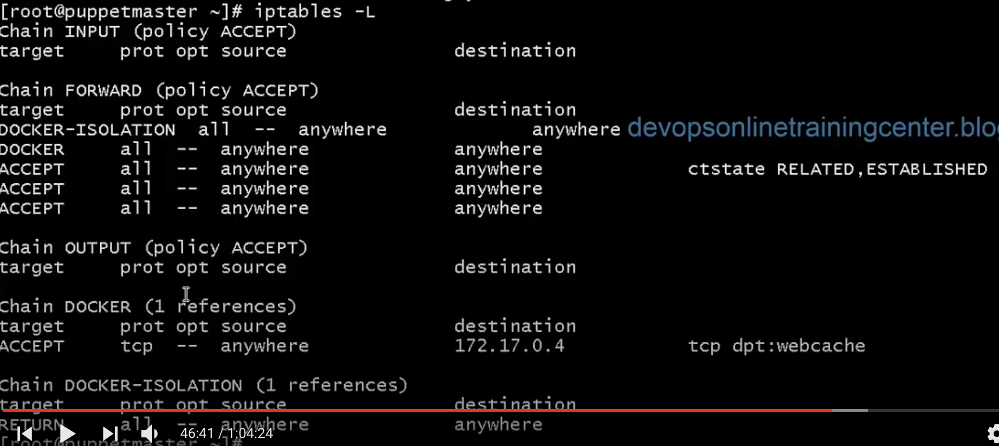 [root@puppetmaster ~]# iptables -L
Chain INPUT (policy ACCEPT)
target     prot opt source               destination
Chain FORWARD (policy ACCEPT)
target     prot opt source               destination
DOCKER-ISOLATION  all  --  anywhere             anywhere devopsonlinetrainingcenter.blog
DOCKER     all  --  anywhere             anywhere
ACCEPT     all  --  anywhere             anywhere             ctstate RELATED,ESTABLISHED
ACCEPT     all  --  anywhere             anywhere
ACCEPT     all  --  anywhere             anywhere
Chain OUTPUT (policy ACCEPT)
target     prot opt source               destination
Chain DOCKER (1 references)
target     prot opt source               destination
ACCEPT     tcp  --  anywhere             172.17.0.4           tcp dpt:webcache
Chain DOCKER-ISOLATION (1 references)
target     prot opt source               destination
RETURN     all  --  anywhere             anywhere
46:41 / 1:04:24
[root@puppetmaster ~]#